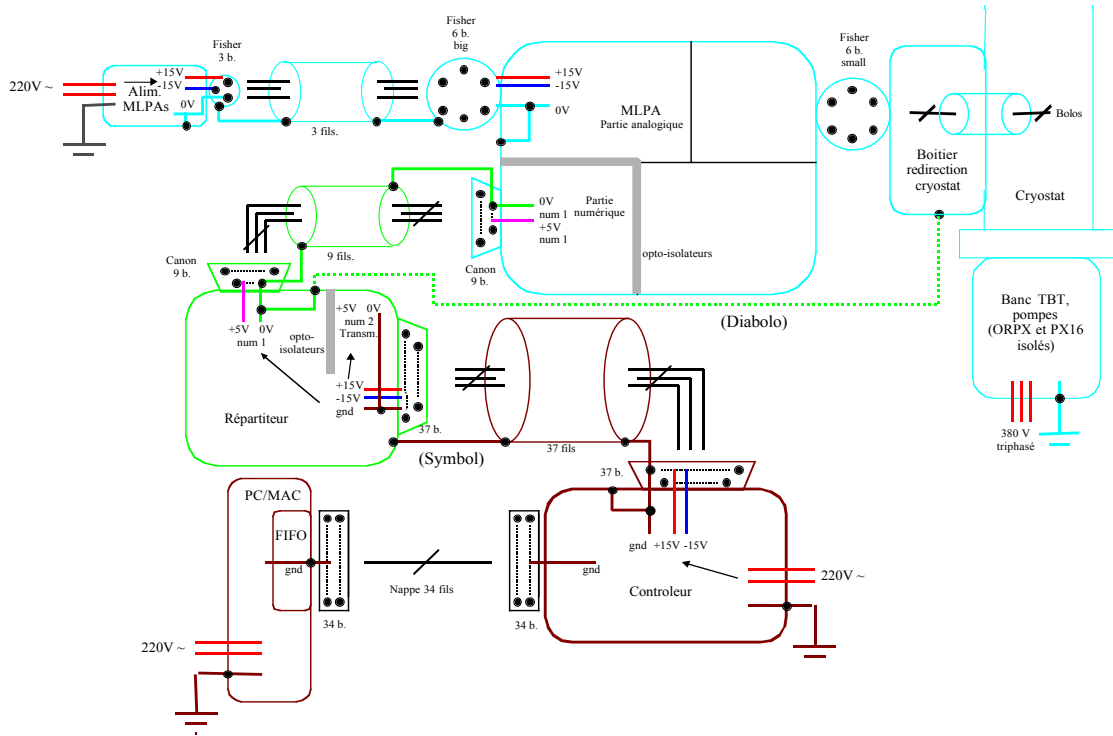 Fisher
3 b.
Fisher
6 b.
big
Fisher
6 b.
small
220V ~
+15V
-15V
Alim.
MLPAs
0V
3 fils.
+15V
-15V
0V
MLPA
Partie analogique
Bolos
Boitier
redirection
cryostat
Cryostat
Partie
numérique
0V
num 1
+5V
num 1
opto-isolateurs
Canon
9 b.
9 fils.
Canon
9 b.
(Diabolo)
Banc TBT,
pompes
(ORPX et PX16
isolés)
380 V
triphasé
+5V 0V
num 1
opto-
isolateurs
+5V 0V
num 2
Transm.
+15V
-15V
gnd
Répartiteur
37 b.
(Symbol)
37 fils
37 b.
PC/MAC
FIFO
gnd
Nappe 34 fils
34 b.
34 b.
gnd
gnd +15V -15V
Controleur
220V ~
220V ~